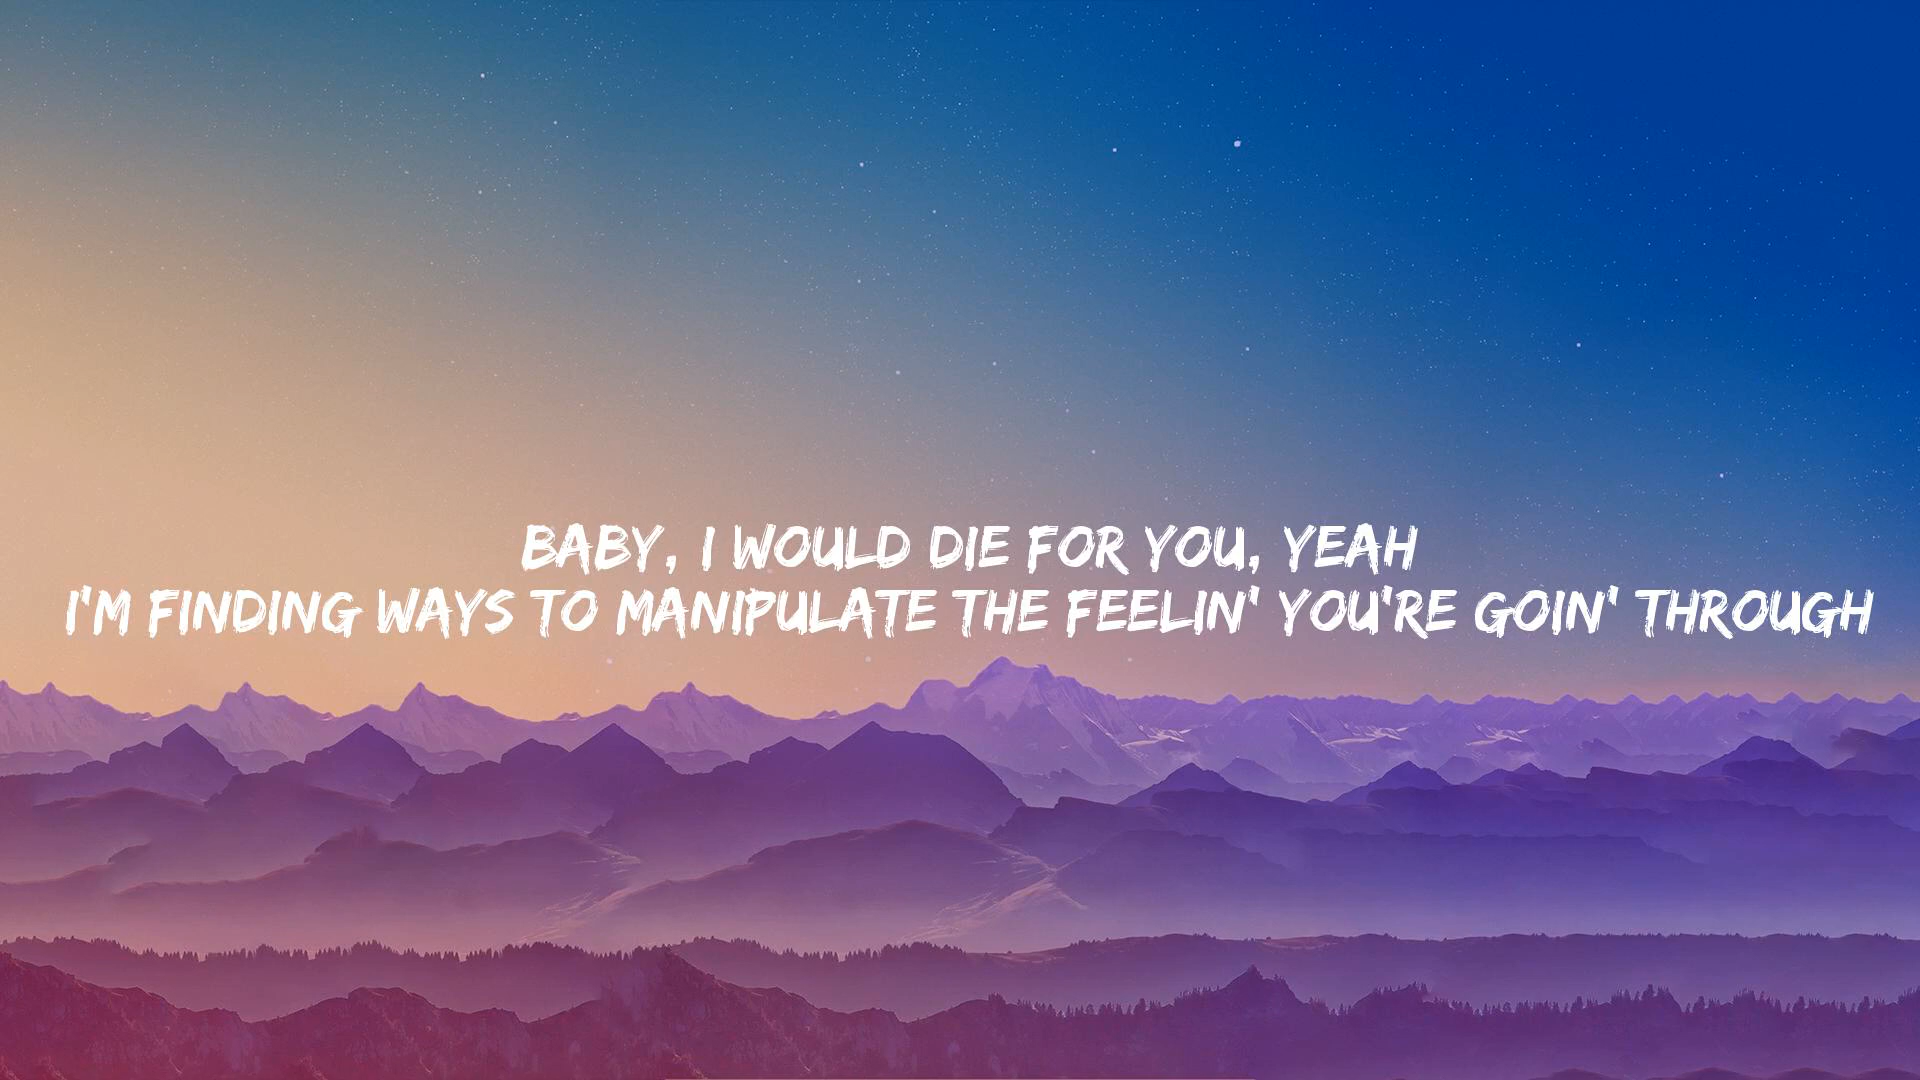 BABY, I WOULD DIE FOR YOU, YEAH
I'M FINDING WAYS TO MANIPULATE THE FEELIN' YOU'RE GOIN' THROUGH